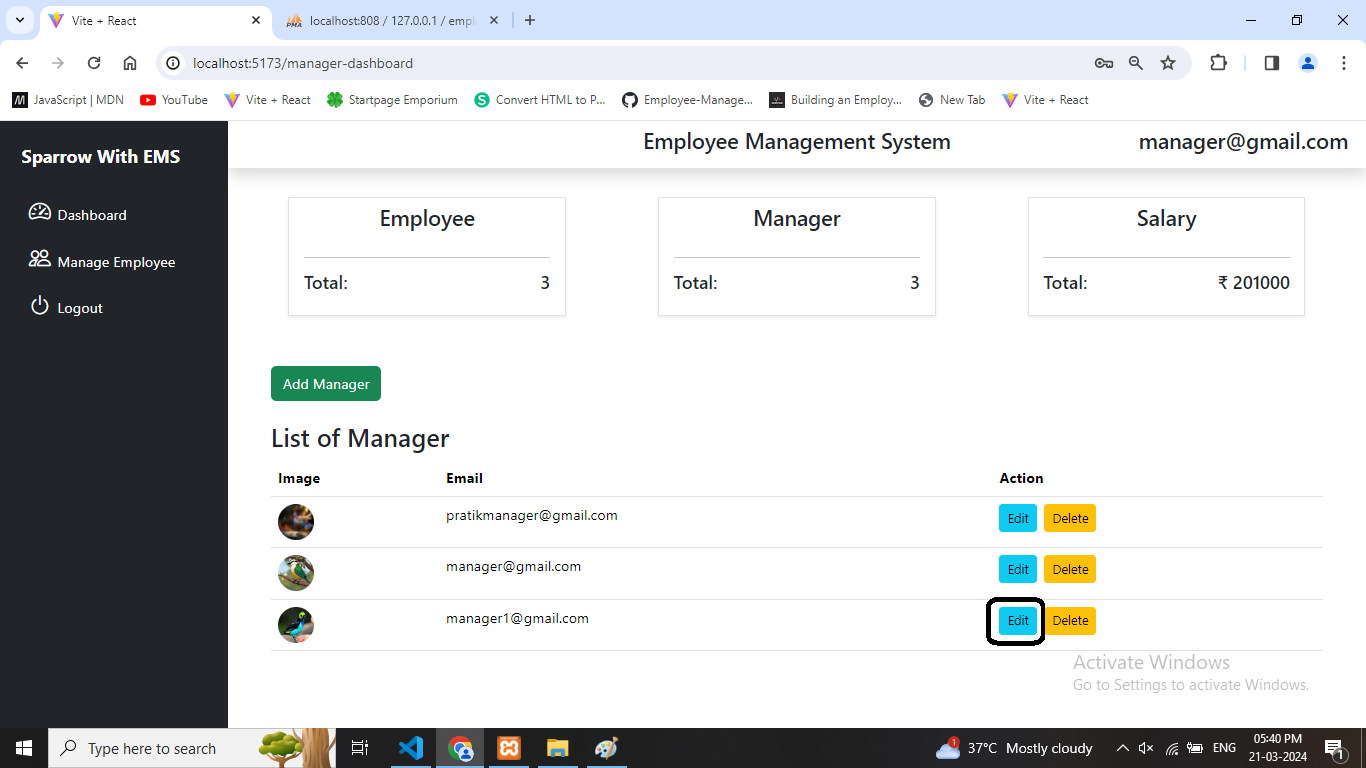 Vite + React
localhost:808 / 127.0.0.1 / empl
localhost:5173/manager-dashboard
JavaScript | MDN
YouTube
Vite + React
Startpage Emporium
Convert HTML to P...
Employee-Manage...
Building an Employ...
New Tab
Vite + React
Sparrow With EMS
Employee Management System
manager@gmail.com
Dashboard
Manage Employee
Logout
Employee
Total: 3
Manager
Total: 3
Salary
Total: ₹ 201000
Add Manager
List of Manager
Image Email Action
pratikmanager@gmail.com Edit Delete
manager@gmail.com Edit Delete
manager1@gmail.com Edit Delete
Activate Windows
Go to Settings to activate Windows.
Type here to search
1
37°C Mostly cloudy
ENG
05:40 PM
21-03-2024
1